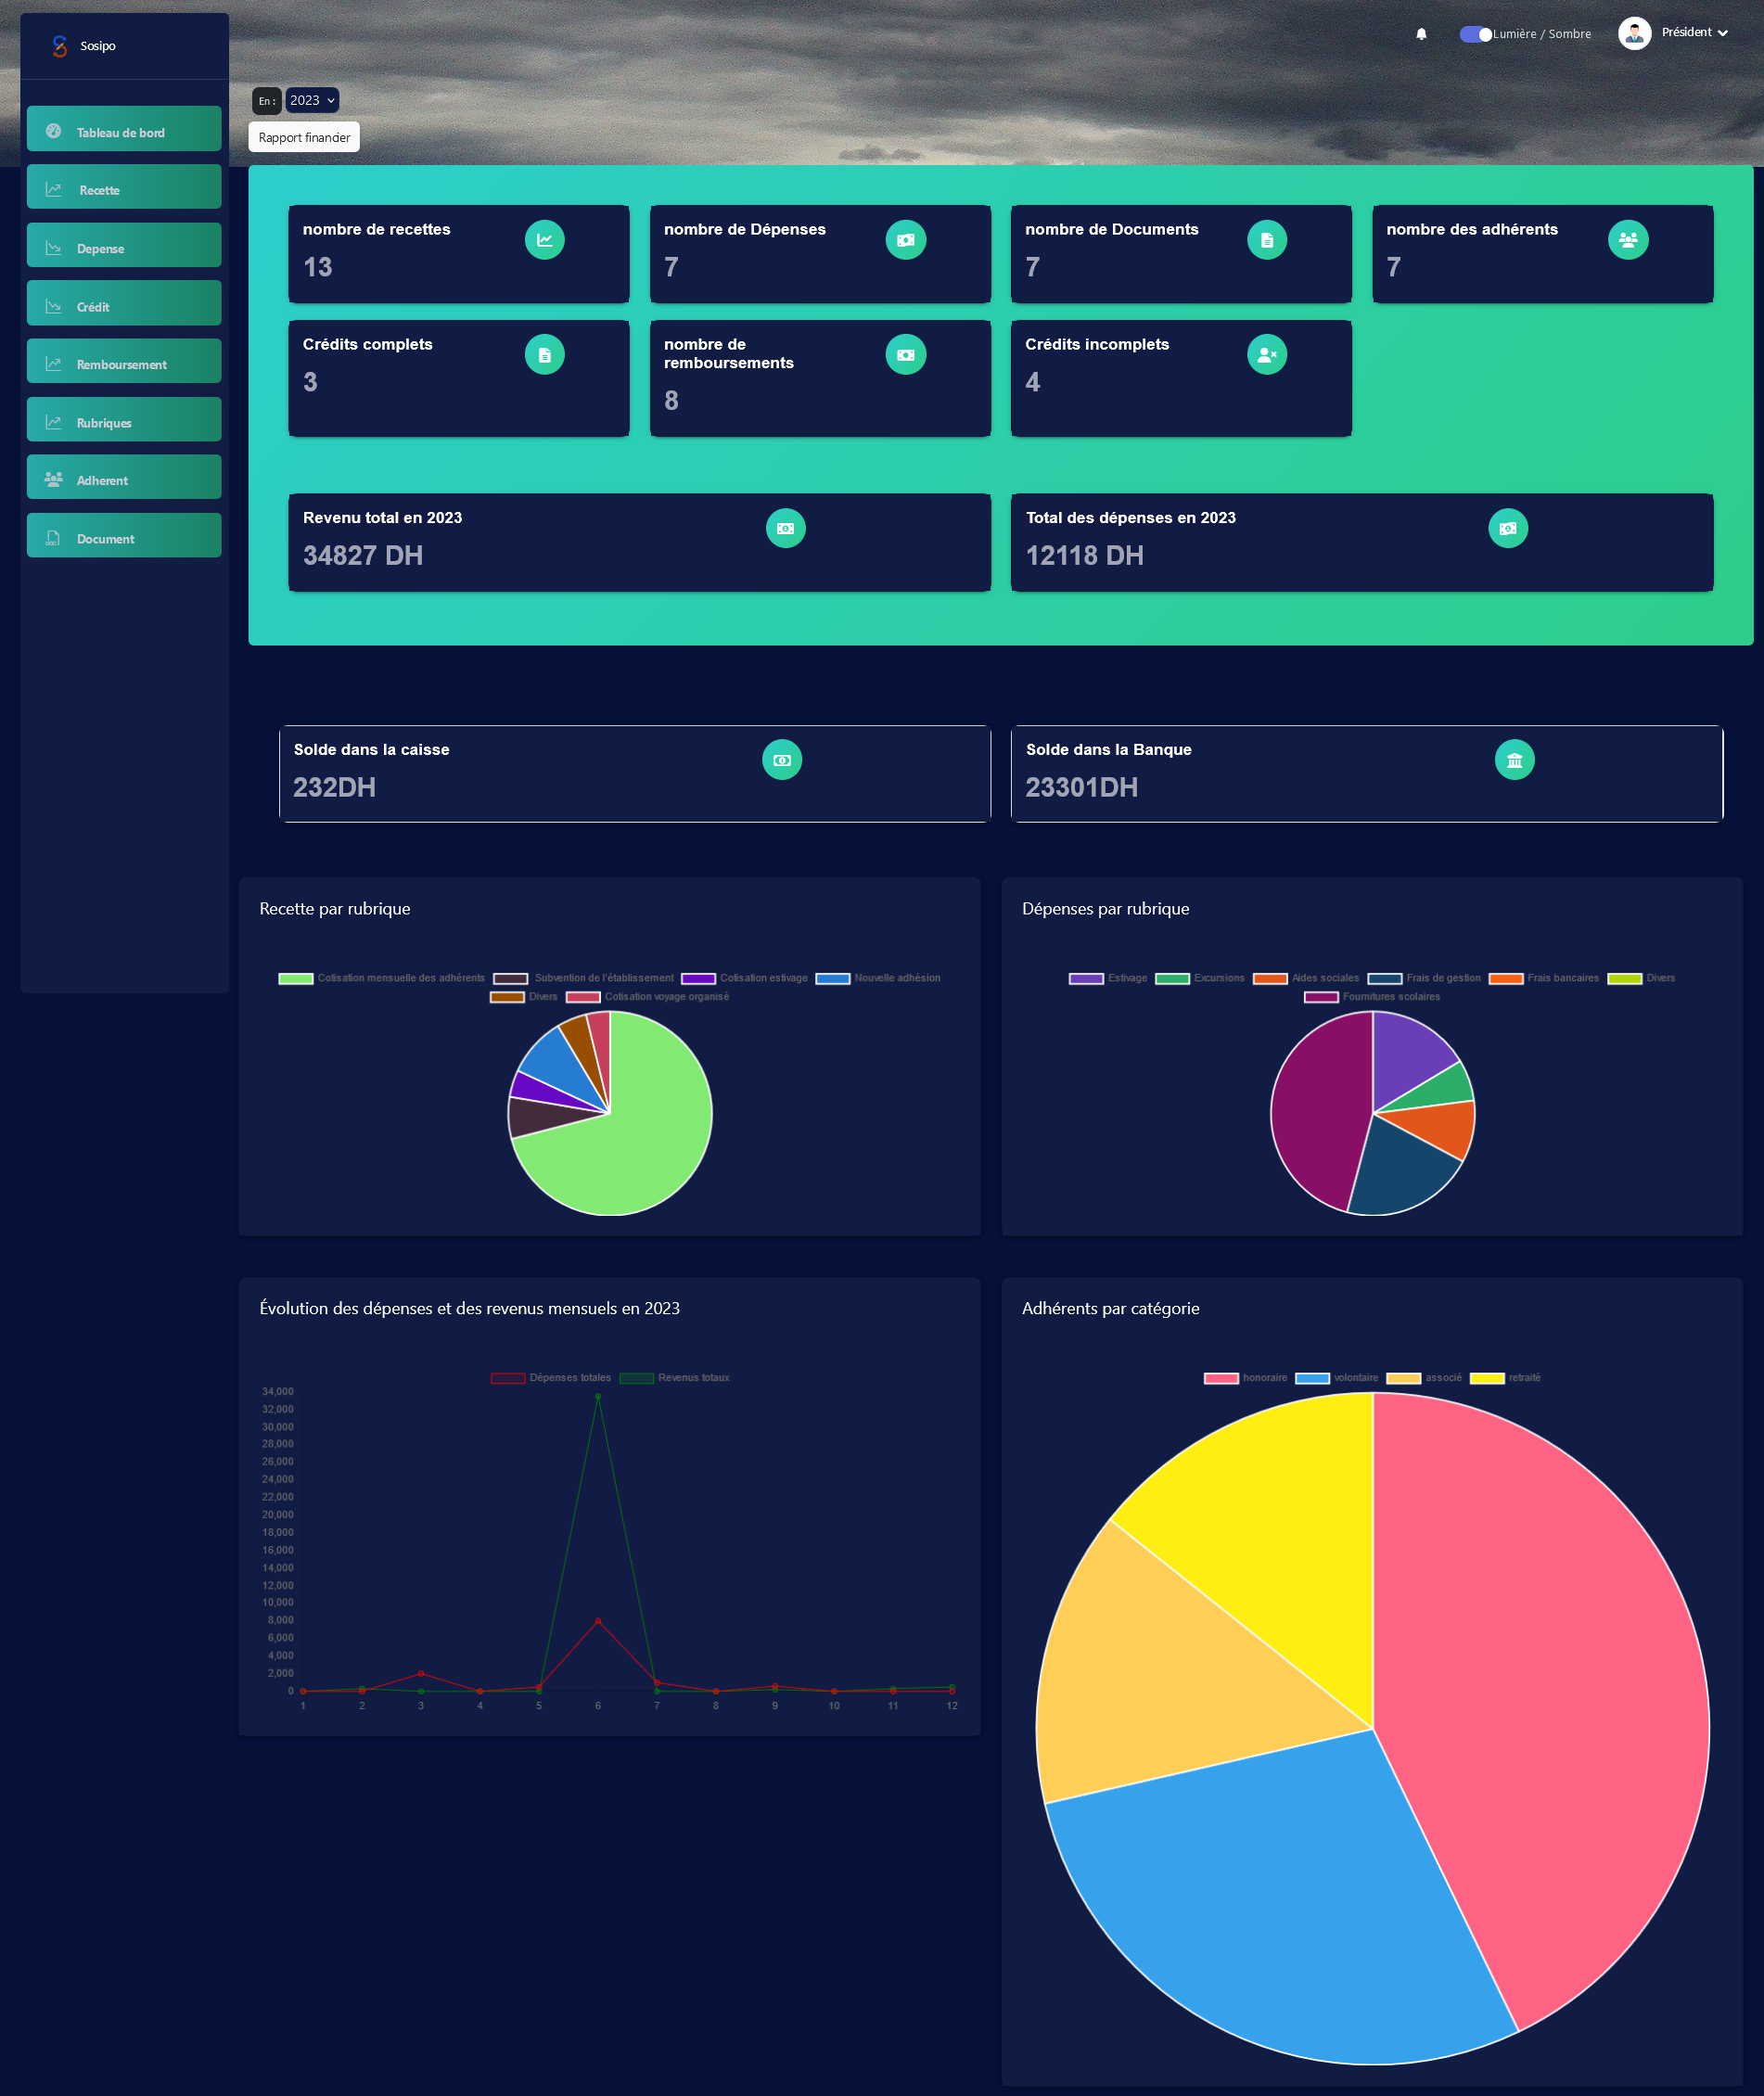 Sosipo
Lumière / Sombre
Président
En :
2023
Rapport financier
Tableau de bord
Recette
Depense
Crédit
Remboursement
Rubriques
Adherent
Document
nombre de recettes
13
nombre de Dépenses
7
nombre de Documents
7
nombre des adhérents
7
Crédits complets
3
nombre de
remboursements
8
Crédits incomplets
4
Revenu total en 2023
34827 DH
Total des dépenses en 2023
12118 DH
Solde dans la caisse
232DH
Solde dans la Banque
23301DH
Recette par rubrique
Cotisation mensuelle des adhérents Subvention de l'établissement Cotisation estivage Nouvelle adhésion
Divers Cotisation voyage organisé
Dépenses par rubrique
Estivage Excursions Aides sociales Frais de gestion Frais bancaires Divers
Fournitures scolaires
Évolution des dépenses et des revenus mensuels en 2023
Dépenses totales Revenus totaux
34,000
32,000
30,000
28,000
26,000
24,000
22,000
20,000
18,000
16,000
14,000
12,000
10,000
8,000
6,000
4,000
2,000
0
1 2 3 4 5 6 7 8 9 10 11 12
Adhérents par catégorie
honoraire volontaire associé retraité